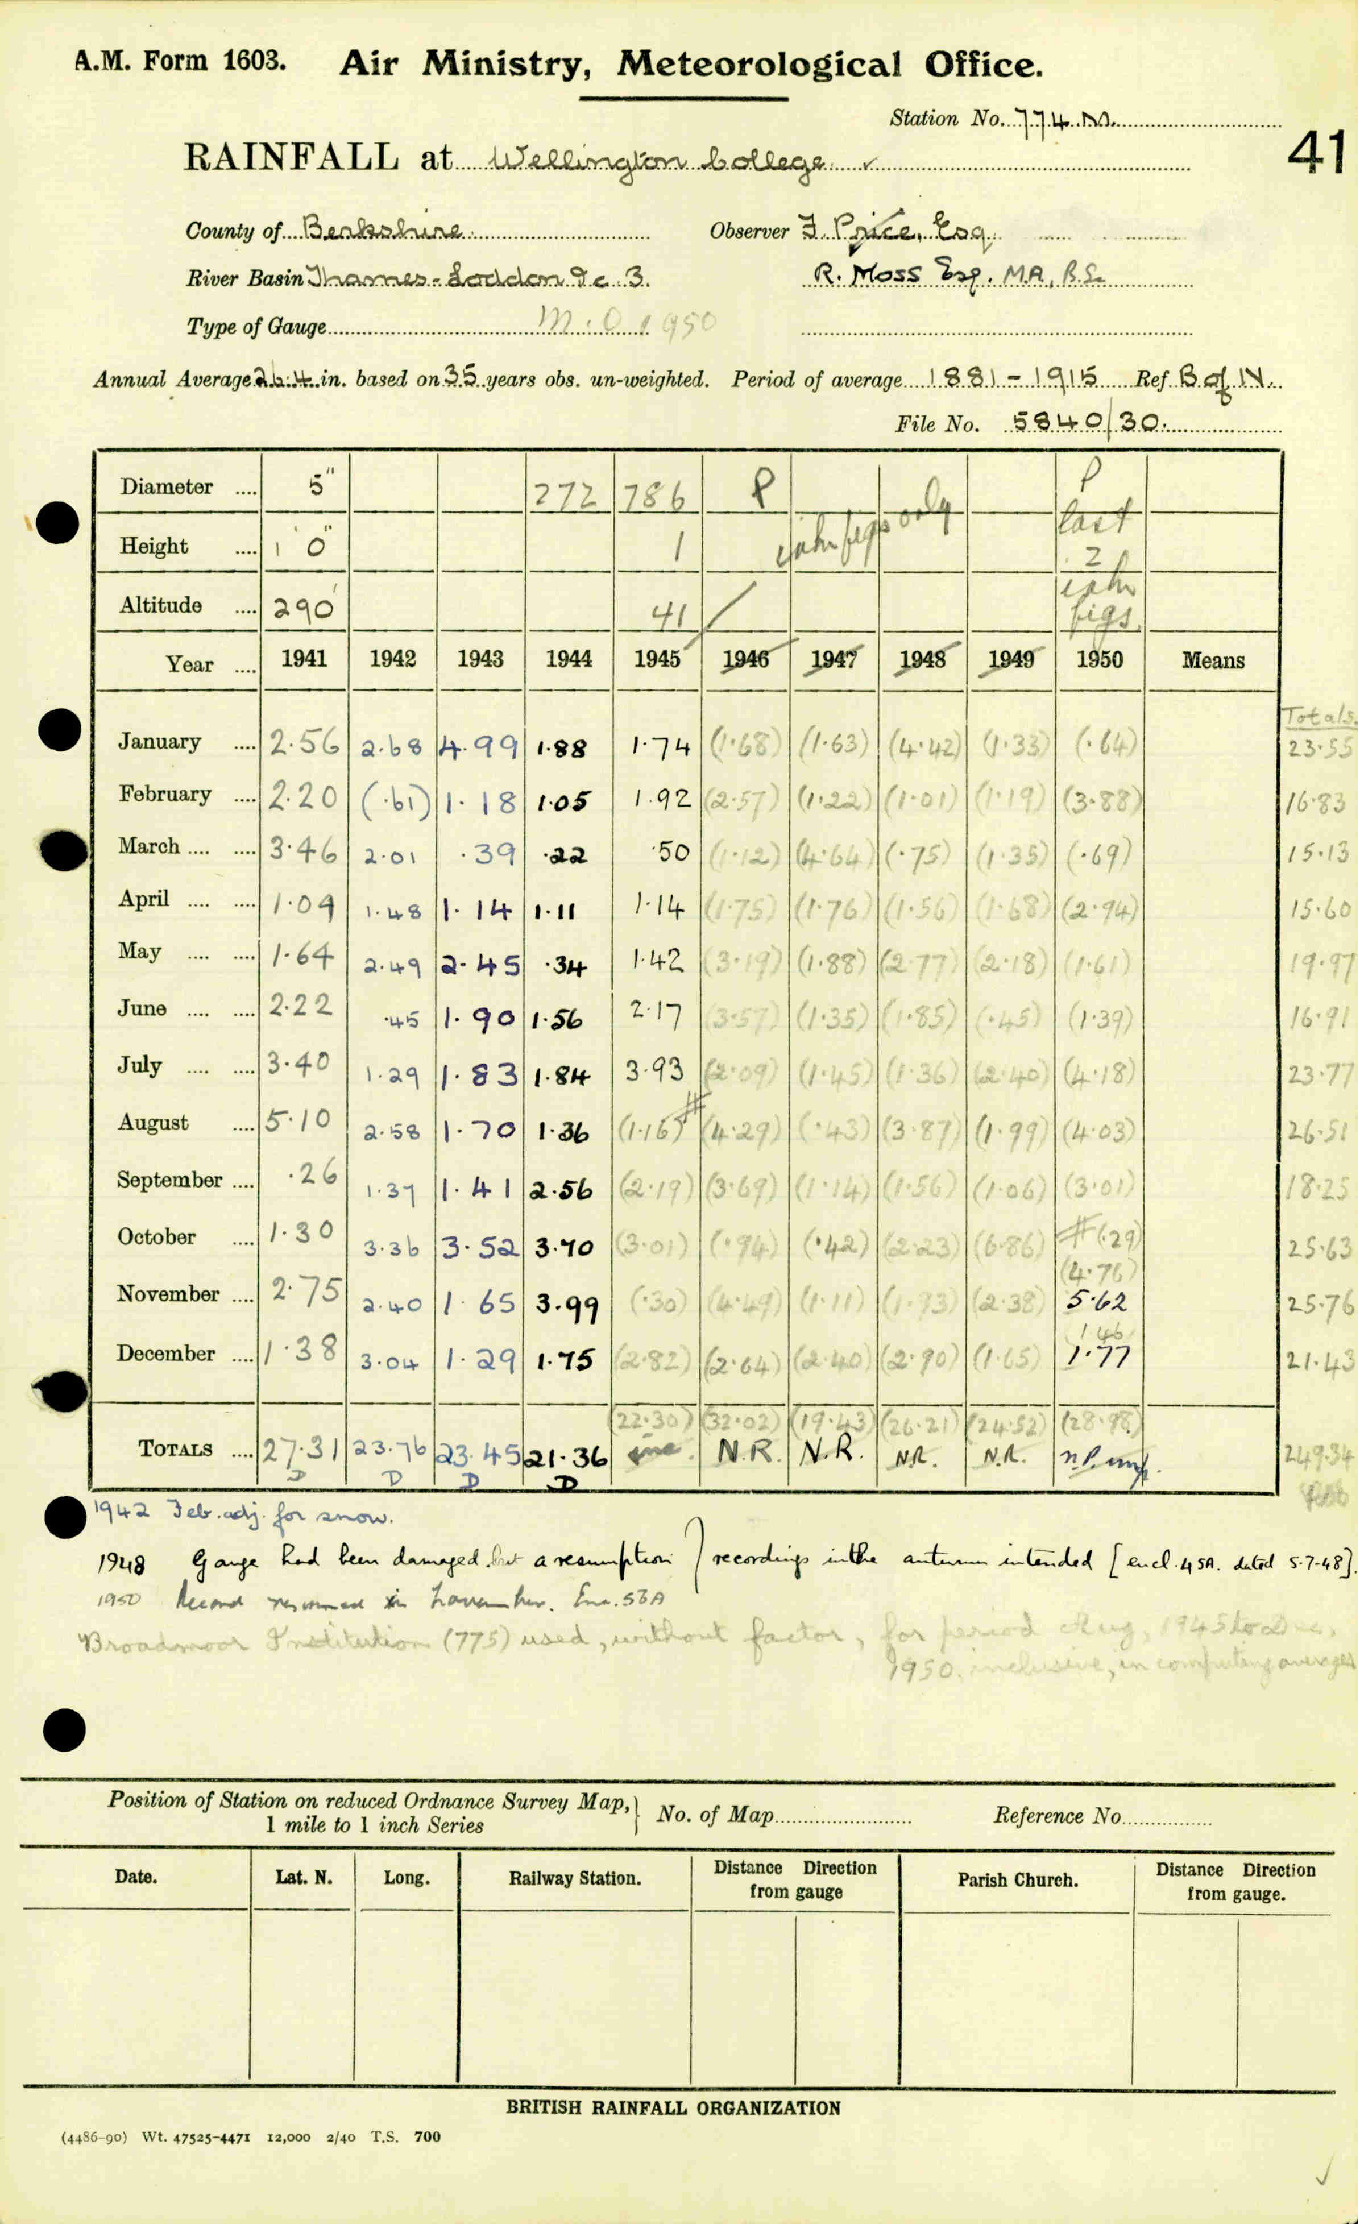 A.M. Form 1603. Air Ministry, Meteorological Office.
Station No. 774.M.
41
RAINFALL at Wellington College ✓
County of Berkshire Observer F. Price, Esq.
River Basin Thames-Loddon &c. 3. R. Moss Esq. MA, B.Sc
Type of Gauge M.O 1950
Annual Average 26.4 in. based on 35 years obs. un-weighted. Period of average 1881-1915 Ref B of N.
File No. 5840/30.
Diameter .... 5" 272 786 P P
Height .... 1' 0" 1 figs only last 2
Altitude .... 290' 41 figs.
Year .... 1941 1942 1943 1944 1945 1946 1947 1948 1949 1950 Means
Totals.
January .... 2.56 2.68 4.99 1.88 1.74 (1.68) (1.63) (4.42) (1.33) (.64) 23.55
February .... 2.20 (.61) 1.18 1.05 1.92 (2.57) (1.22) (1.01) (1.19) (3.88) 16.83
March .... .... 3.46 2.01 .39 .22 .50 (1.12) (4.64) (.75) (1.35) (.69) 15.13
April .... .... 1.09 1.48 1.14 1.11 1.14 (1.75) (1.76) (1.56) (1.68) (2.94) 15.60
May .... .... 1.64 2.49 2.45 .34 1.42 (3.19) (1.88) (2.77) (2.18) (1.61) 19.97
June .... .... 2.22 .45 1.90 1.56 2.17 (3.57) (1.35) (1.85) (.45) (1.39) 16.91
July .... .... 3.40 1.29 1.83 1.84 3.93 (2.09) (1.45) (1.36) (2.40) (4.18) 23.77
August .... 5.10 2.58 1.70 1.36 (1.16) # (4.29) (.43) (3.87) (1.99) (4.03) 26.51
September .... .26 1.37 1.41 2.56 (2.19) (3.69) (1.14) (1.56) (1.06) (3.01) 18.25
October .... 1.30 3.36 3.52 3.70 (3.01) (.94) (.42) (2.23) (6.86) # (.29) 25.63
(4.76)
November .... 2.75 2.40 1.65 3.99 (.30) (4.49) (1.11) (1.93) (2.38) 5.62 25.76
1.46
December .... 1.38 3.04 1.29 1.75 (2.82) (2.64) (2.40) (2.90) (1.65) 1.77 21.43
(22.30) (32.02) (19.43) (26.21) (24.52) (28.98)
TOTALS .... 27.31 23.76 23.45 21.36 inc. N.R. N.R. N.R. N.R. 249.34
D D D D
1942 Feb. adj. for snow.
1948 Gauge had been damaged but a resumption of recordings in the autumn intended [encl. 45A. dated 5-7-48].
1950 Record resumed in November. Enc. 53A
Broadmoor Institution (775) used, without factor, for period Aug, 1945 to Dec,
1950, inclusive, in computing averages
Position of Station on reduced Ordnance Survey Map, } No. of Map Reference No.
1 mile to 1 inch Series
Date. Lat. N. Long. Railway Station. Distance Direction from gauge Parish Church. Distance Direction from gauge.
BRITISH RAINFALL ORGANIZATION
(4486-90) Wt. 47525-4471 12,000 2/40 T.S. 700